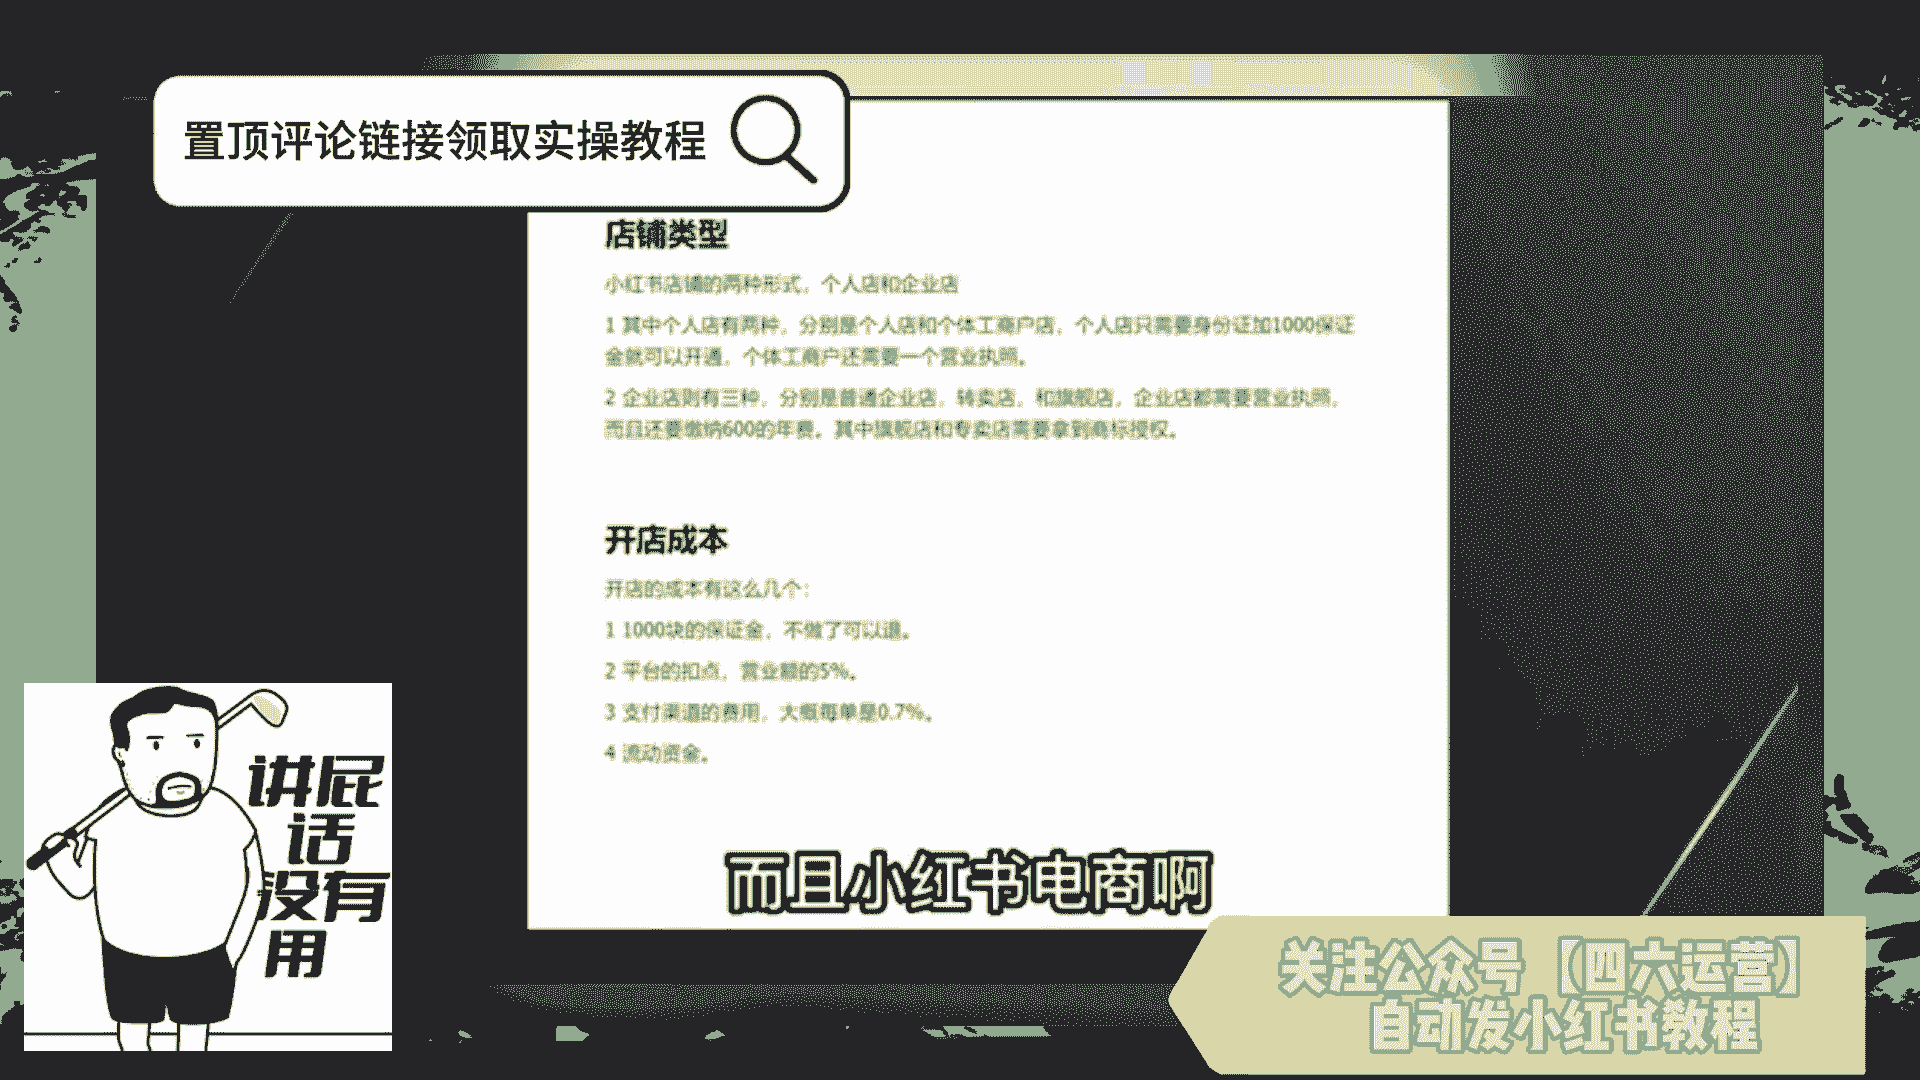 置顶评论链接领取实操教程
店铺类型
小红书店铺的两种形式，个人店和企业店
1 其中个人店有两种，分别是个人店和个体工商户店，个人店只需要身份证加1000保证
金就可以开通，个体工商户还需要一个营业执照。
2 企业店则有三种，分别是普通企业店，转卖店，和旗舰店，企业店都需要营业执照，
而且还要缴纳600的年费。其中旗舰店和专卖店需要拿到商标授权。
开店成本
开店的成本有这么几个：
1 1000块的保证金，不做了可以退。
2 平台的扣点，营业额的5%。
3 支付渠道的费用，大概每单是0.7%。
4 流动资金。
讲屁
话
没有
用
而且小红书电商啊
关注公众号【四六运营】
自动发小红书教程